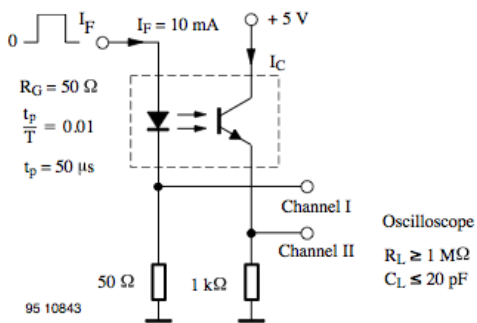 0
I_F
I_F = 10 mA
+ 5 V
I_C
R_G = 50 Ω
t_p
T
= 0.01
t_p = 50 μs
Channel I
Channel II
Oscilloscope
R_L ≥ 1 MΩ
C_L ≤ 20 pF
50 Ω
1 kΩ
95 10843